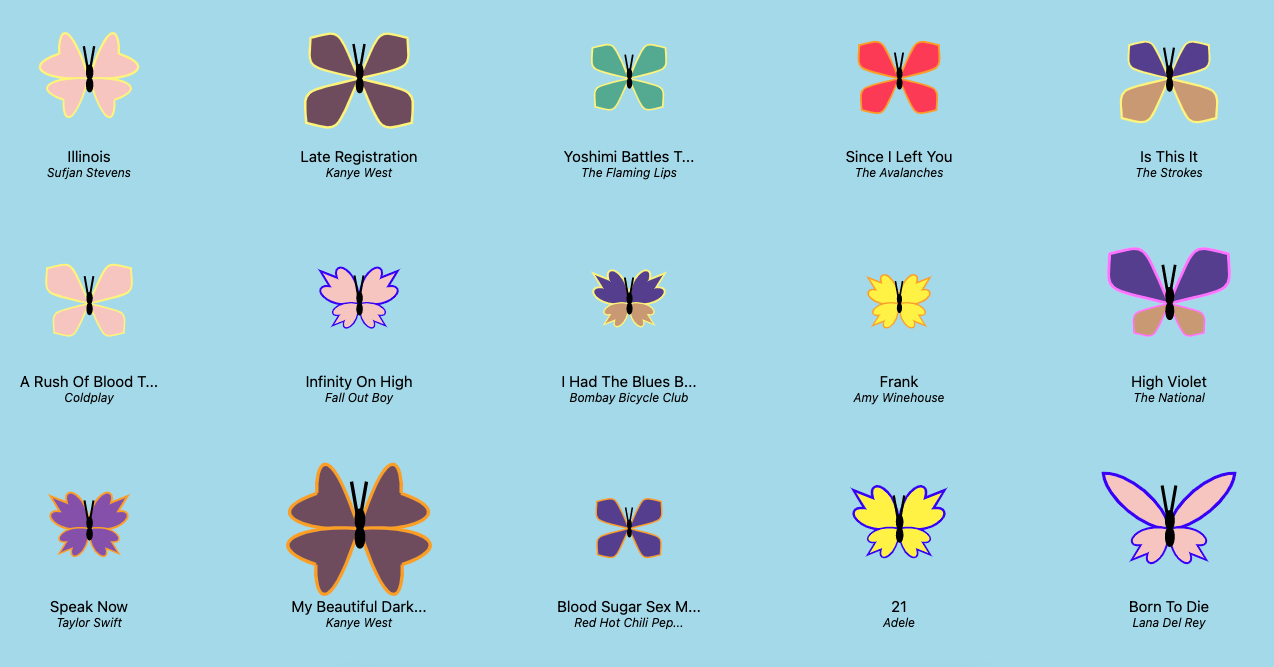 Illinois
Sufjan Stevens
Late Registration
Kanye West
Yoshimi Battles T...
The Flaming Lips
Since I Left You
The Avalanches
Is This It
The Strokes
A Rush Of Blood T...
Coldplay
Infinity On High
Fall Out Boy
I Had The Blues B...
Bombay Bicycle Club
Frank
Amy Winehouse
High Violet
The National
Speak Now
Taylor Swift
My Beautiful Dark...
Kanye West
Blood Sugar Sex M...
Red Hot Chili Pep...
21
Adele
Born To Die
Lana Del Rey